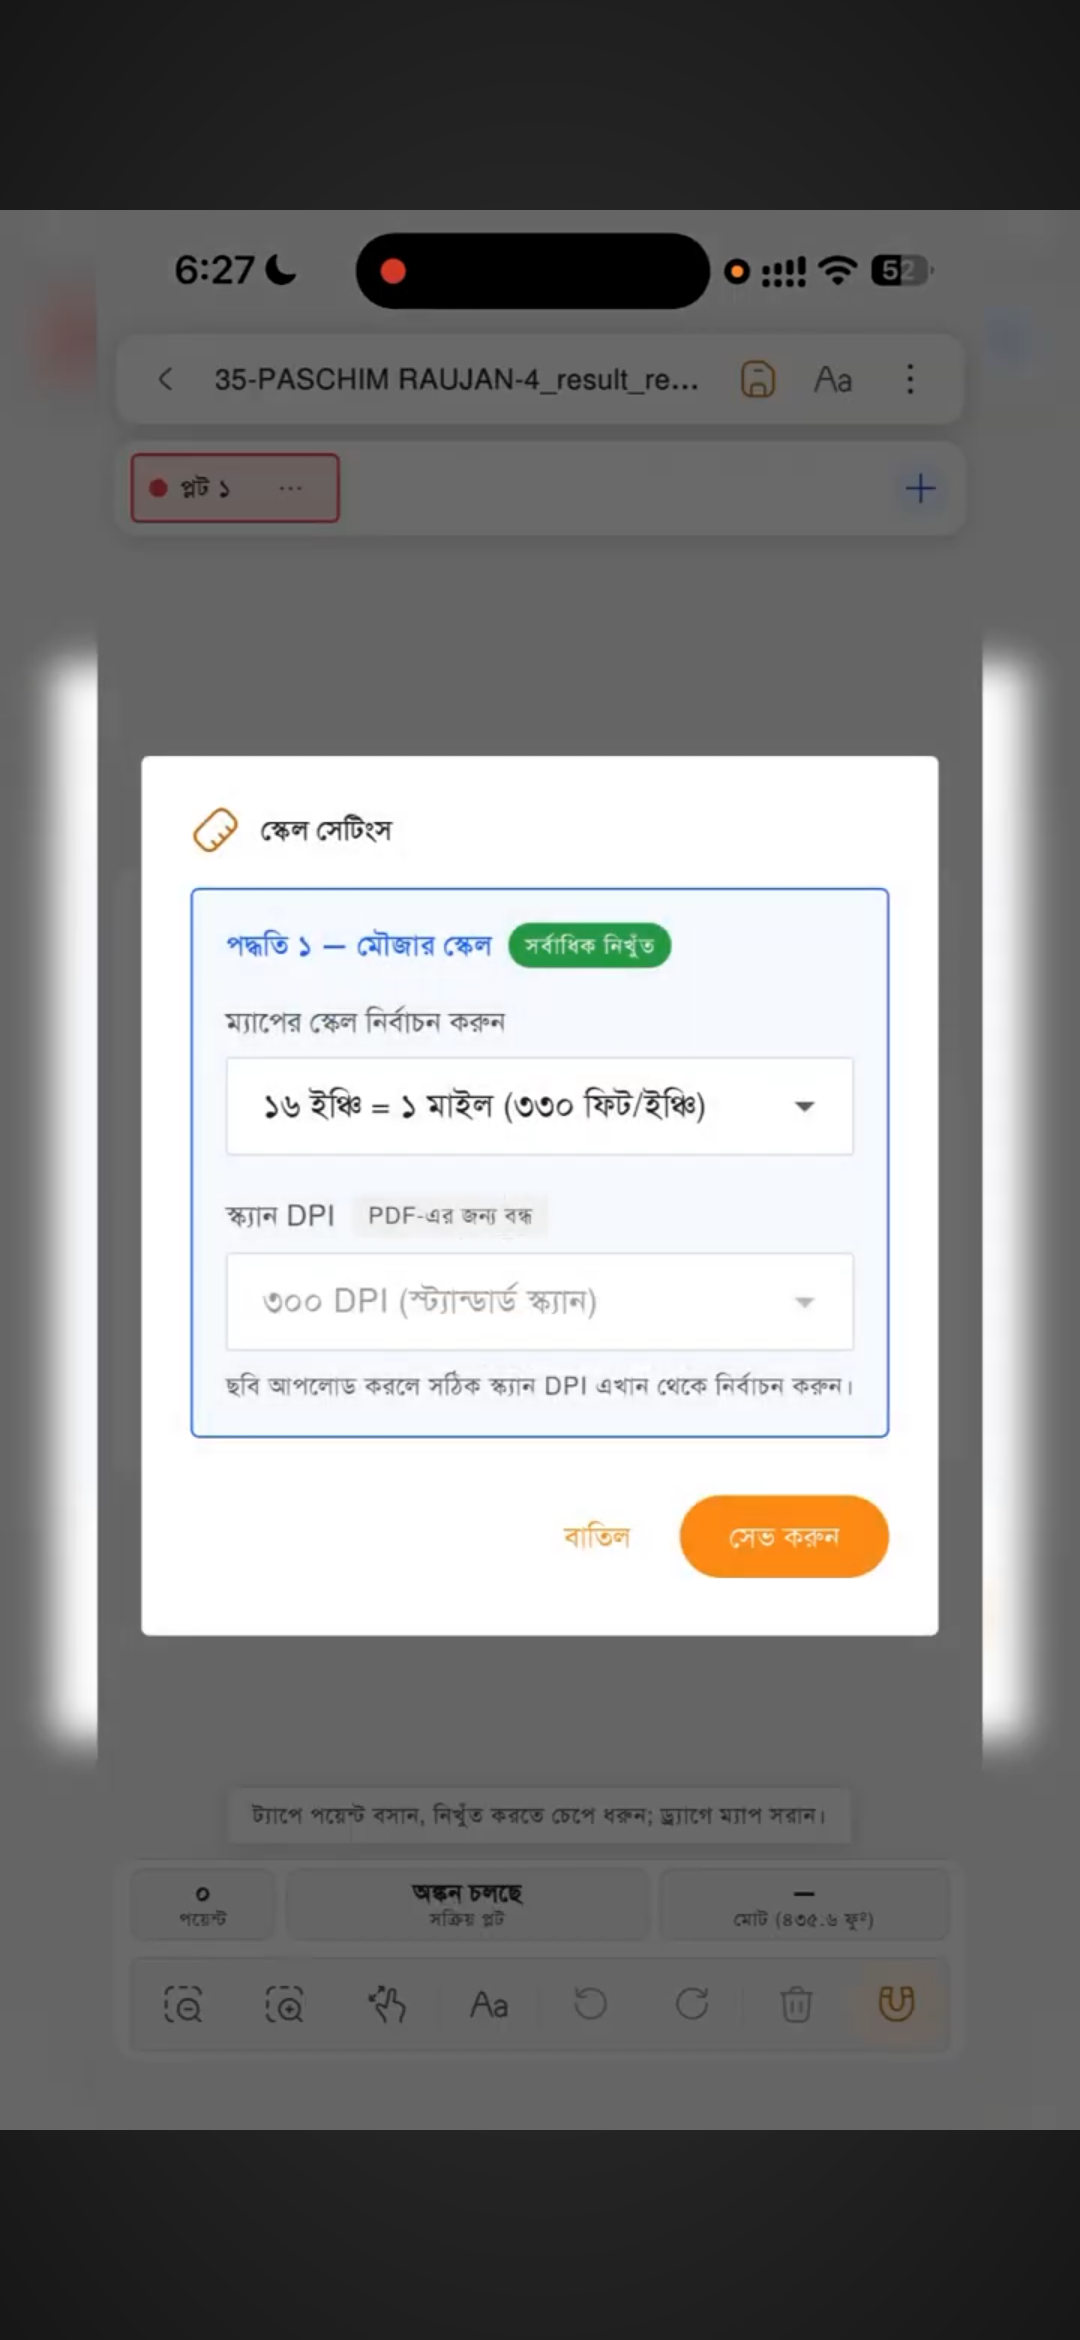 6:27
52
35-PASCHIM RAUJAN-4_result_re...
Aa
প্লট ১ ...
স্কেল সেটিংস
পদ্ধতি ১ — মৌজার স্কেল সর্বাধিক নিখুঁত
ম্যাপের স্কেল নির্বাচন করুন
১৬ ইঞ্চি = ১ মাইল (৩৩০ ফিট/ইঞ্চি)
স্ক্যান DPI PDF-এর জন্য বন্ধ
৩০০ DPI (স্ট্যান্ডার্ড স্ক্যান)
ছবি আপলোড করলে সঠিক স্ক্যান DPI এখান থেকে নির্বাচন করুন।
বাতিল সেভ করুন
ট্যাপে পয়েন্ট বসান, নিখুঁত করতে চেপে ধরুন; ড্র্যাগে ম্যাপ সরান।
০ অঙ্কন চলছে —
পয়েন্ট সক্রিয় প্লট মোট (৪৩৫.৬ ফু²)
Aa